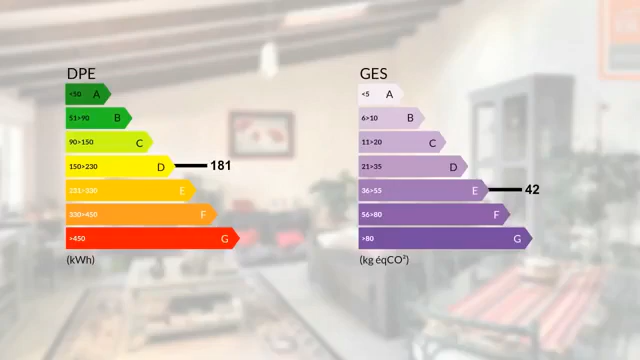 DPE
<50 A
51>90 B
90>150 C
150>230 D 181
231>330 E
330>450 F
>450 G
(kWh)
GES
<5 A
6>10 B
11>20 C
21>35 D
36>55 E 42
56>80 F
>80 G
(kg éqCO²)